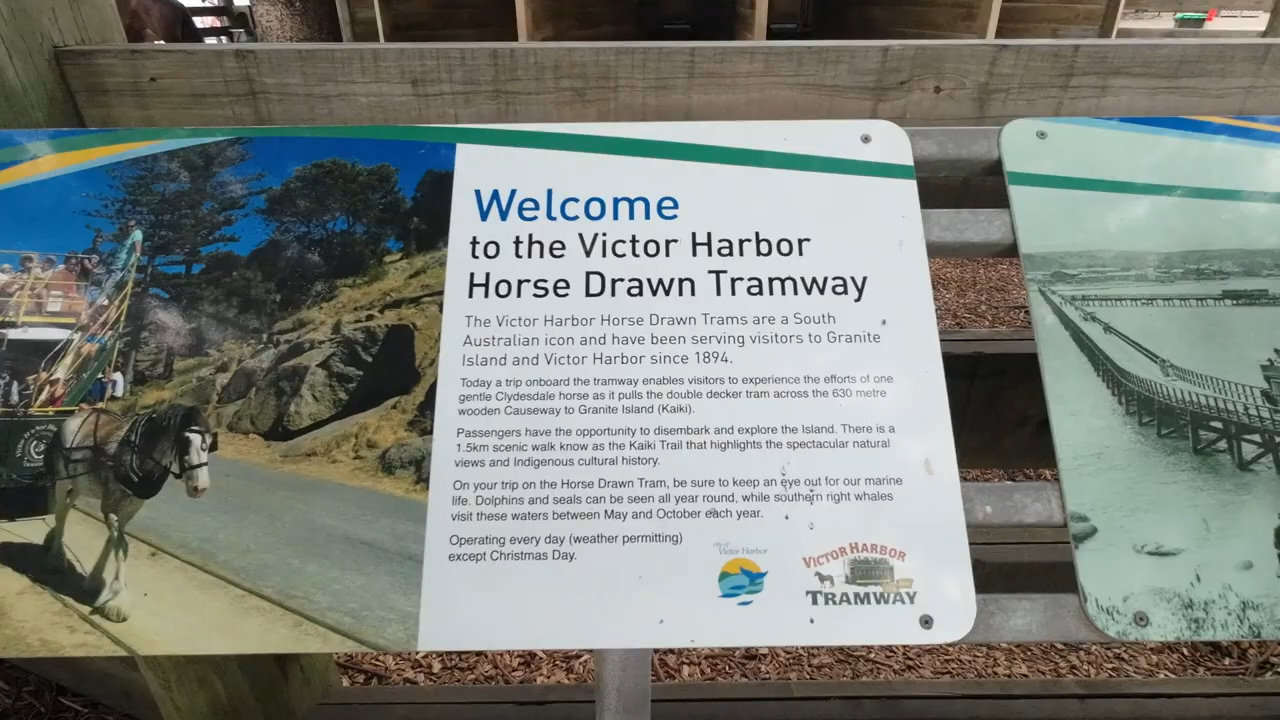 Welcome
to the Victor Harbor
Horse Drawn Tramway
The Victor Harbor Horse Drawn Trams are a South
Australian icon and have been serving visitors to Granite
Island and Victor Harbor since 1894.
Today a trip onboard the tramway enables visitors to experience the efforts of one
gentle Clydesdale horse as it pulls the double decker tram across the 630 metre
wooden Causeway to Granite Island (Kaiki).
Passengers have the opportunity to disembark and explore the Island. There is a
1.5km scenic walk know as the Kaiki Trail that highlights the spectacular natural
views and Indigenous cultural history.
On your trip on the Horse Drawn Tram, be sure to keep an eye out for our marine
life. Dolphins and seals can be seen all year round, while southern right whales
visit these waters between May and October each year.
Operating every day (weather permitting)
except Christmas Day.
city of
Victor Harbor
VICTOR HARBOR
TRAMWAY